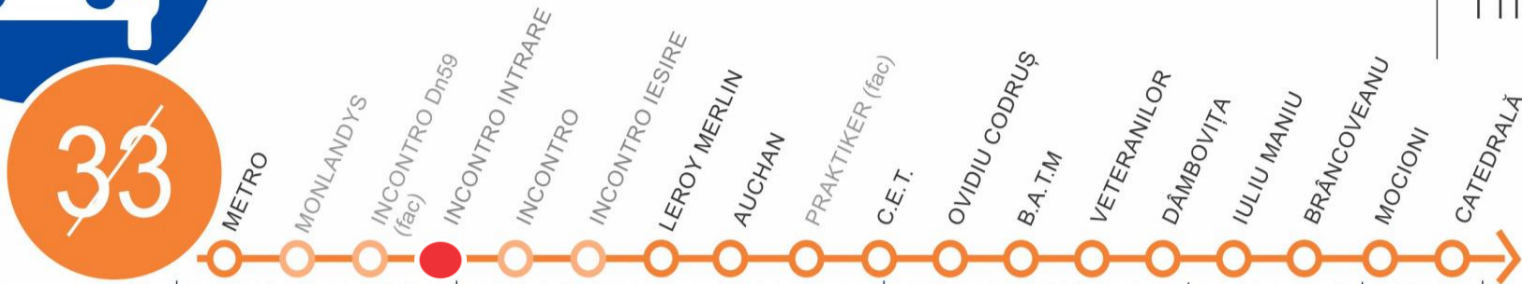 33
METRO
MONLANDYS
INCONTRO Dn59
(fac)
INCONTRO INTRARE
INCONTRO
INCONTRO IESIRE
LEROY MERLIN
AUCHAN
PRAKTIKER (fac)
C.E.T.
OVIDIU CODRUȘ
B.A.T.M
VETERANILOR
DÂMBOVIȚA
IULIU MANIU
BRÂNCOVEANU
MOCIONI
CATEDRALĂ